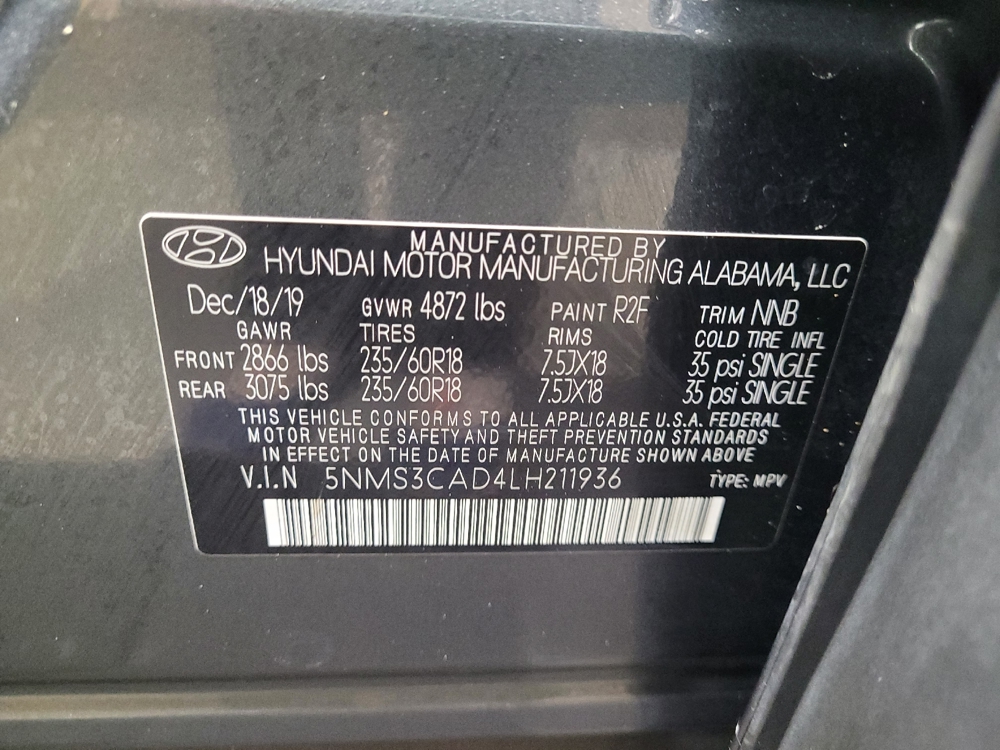 MANUFACTURED BY
HYUNDAI MOTOR MANUFACTURING ALABAMA, LLC
Dec/18/19 GVWR 4872 lbs PAINT R2F TRIM NNB
GAWR TIRES RIMS COLD TIRE INFL
FRONT 2866 lbs 235/60R18 7.5JX18 35 psi SINGLE
REAR 3075 lbs 235/60R18 7.5JX18 35 psi SINGLE
THIS VEHICLE CONFORMS TO ALL APPLICABLE U.S.A. FEDERAL
MOTOR VEHICLE SAFETY AND THEFT PREVENTION STANDARDS
IN EFFECT ON THE DATE OF MANUFACTURE SHOWN ABOVE
V.I.N 5NMS3CAD4LH211936 TYPE: MPV